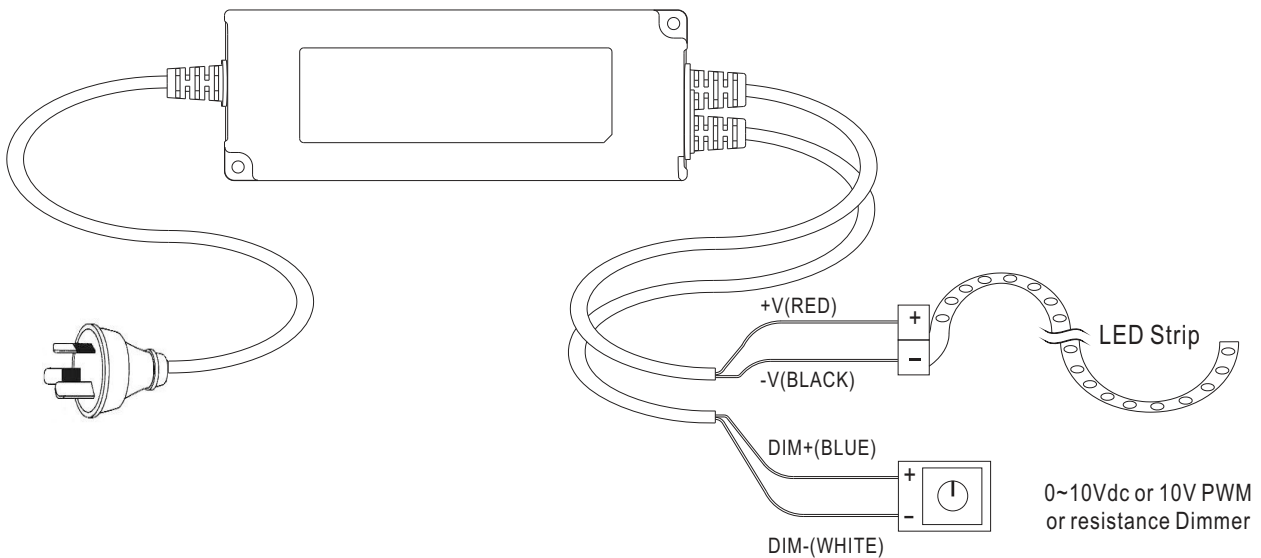 +V(RED)
+
LED Strip
−
-V(BLACK)
DIM+(BLUE)
+
0~10Vdc or 10V PWM
or resistance Dimmer
−
DIM-(WHITE)